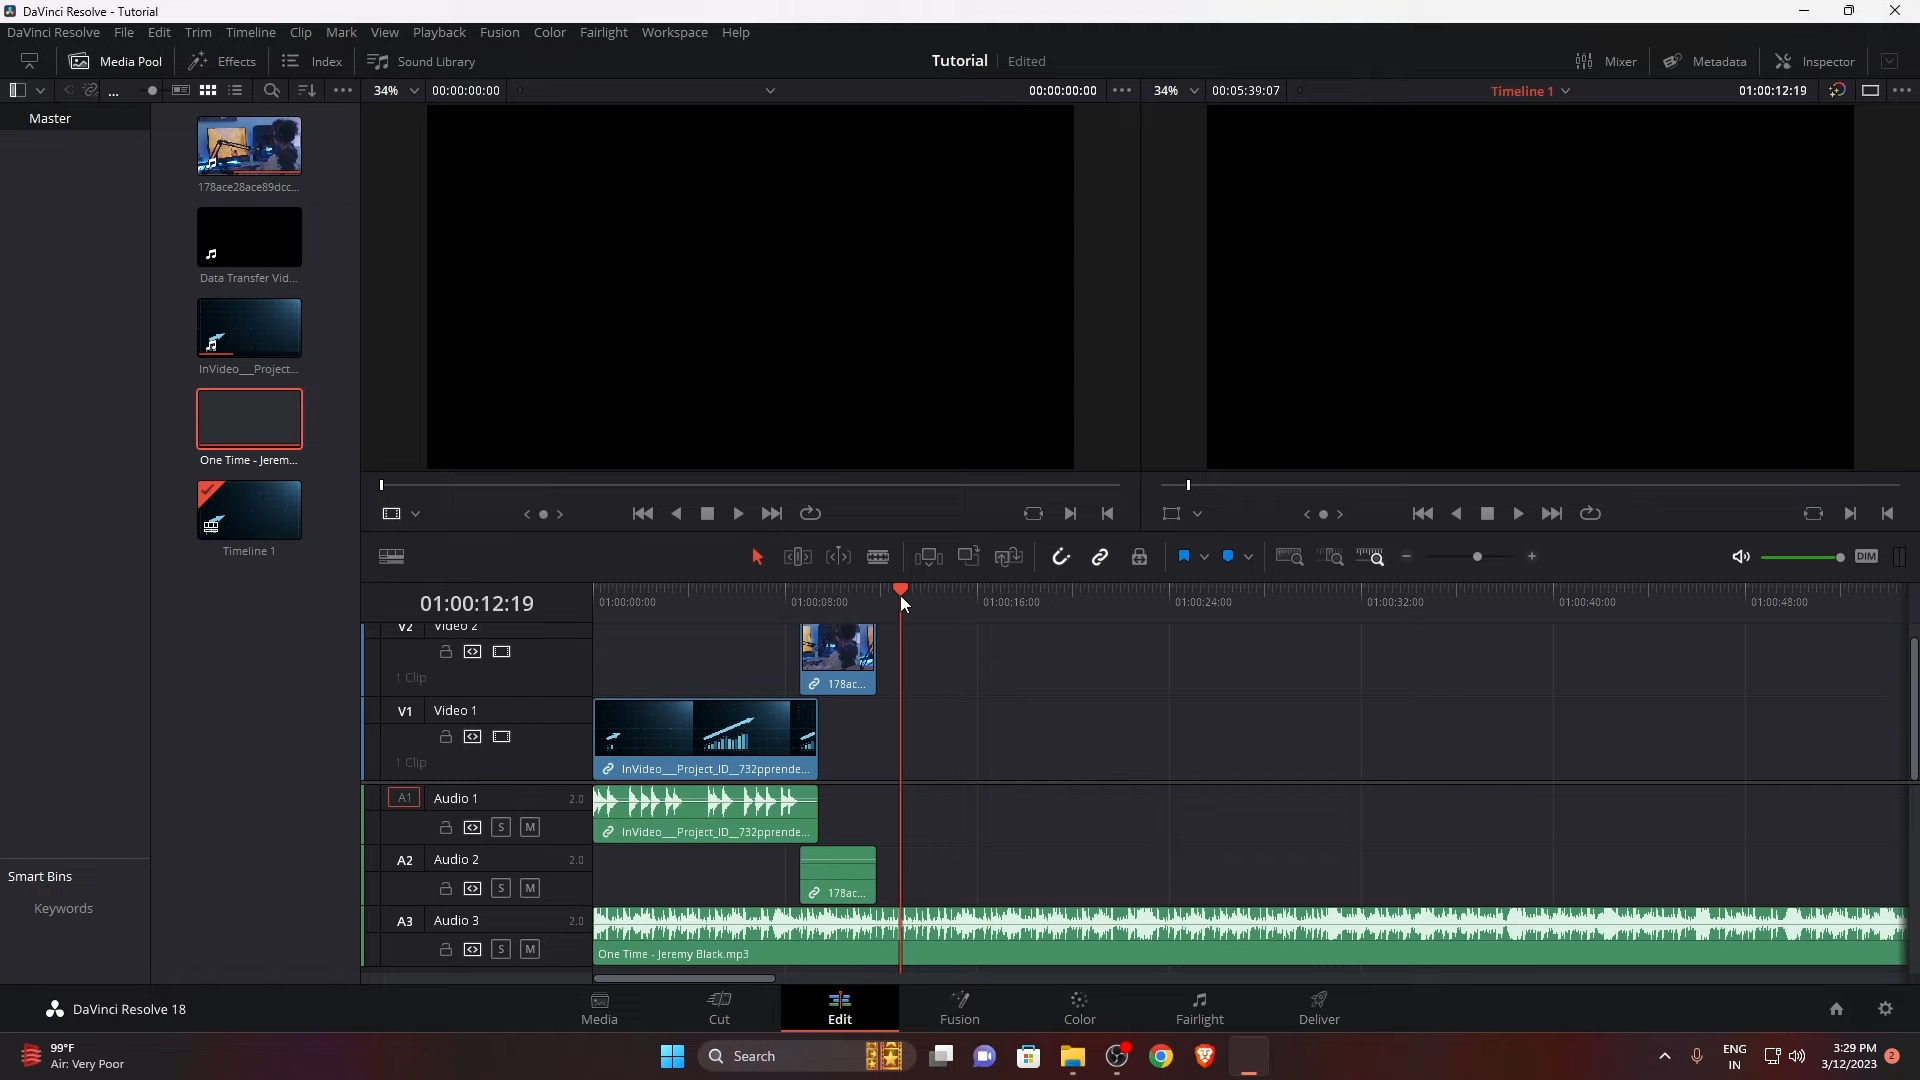 DaVinci Resolve - Tutorial
DaVinci Resolve File Edit Trim Timeline Clip Mark View Playback Fusion Color Fairlight Workspace Help
Media Pool Effects Index Sound Library Tutorial Edited Mixer Metadata Inspector
... 34% 00:00:00:00 00:00:00:00 34% 00:05:39:07 Timeline 1 01:00:12:19
Master
178ace28ace89dcc...
Data Transfer Vid...
InVideo___Project...
One Time - Jerem...
Timeline 1
DIM
01:00:12:19 01:00:00:00 01:00:08:00 01:00:16:00 01:00:24:00 01:00:32:00 01:00:40:00 01:00:48:00
V2 Video 2
1 Clip 178ac...
V1 Video 1
1 Clip InVideo___Project_ID__732pprende...
A1 Audio 1 2.0
S M InVideo___Project_ID__732pprende...
A2 Audio 2 2.0
S M 178ac...
A3 Audio 3 2.0
S M One Time - Jeremy Black.mp3
Smart Bins
Keywords
DaVinci Resolve 18 Media Cut Edit Fusion Color Fairlight Deliver
99°F
Air: Very Poor
Search
ENG
IN
3:29 PM
3/12/2023
2